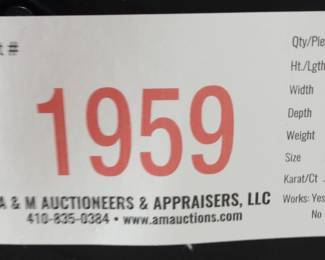 #
1959
A & M AUCTIONEERS & APPRAISERS, LLC
410-835-0384 • www.amauctions.com
Qty/Pie
Ht./Lgth
Width
Depth
Weight
Size
Karat/Ct
Works: Yes
No